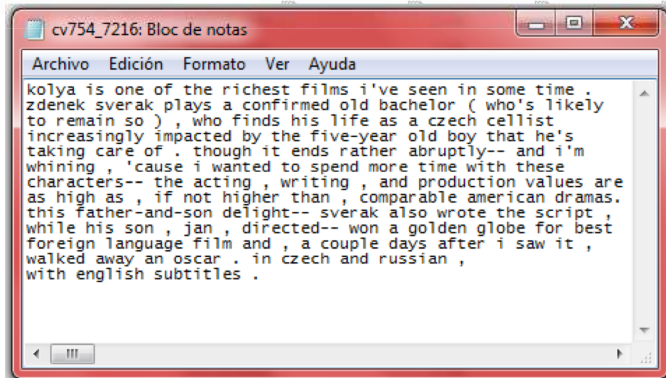 cv754_7216: Bloc de notas
Archivo Edición Formato Ver Ayuda
kolya is one of the richest films i've seen in some time .
zdenek sverak plays a confirmed old bachelor ( who's likely
to remain so ) , who finds his life as a czech cellist
increasingly impacted by the five-year old boy that he's
taking care of . though it ends rather abruptly-- and i'm
whining , 'cause i wanted to spend more time with these
characters-- the acting , writing , and production values are
as high as , if not higher than , comparable american dramas.
this father-and-son delight-- sverak also wrote the script ,
while his son , jan , directed-- won a golden globe for best
foreign language film and , a couple days after i saw it ,
walked away an oscar . in czech and russian ,
with english subtitles .